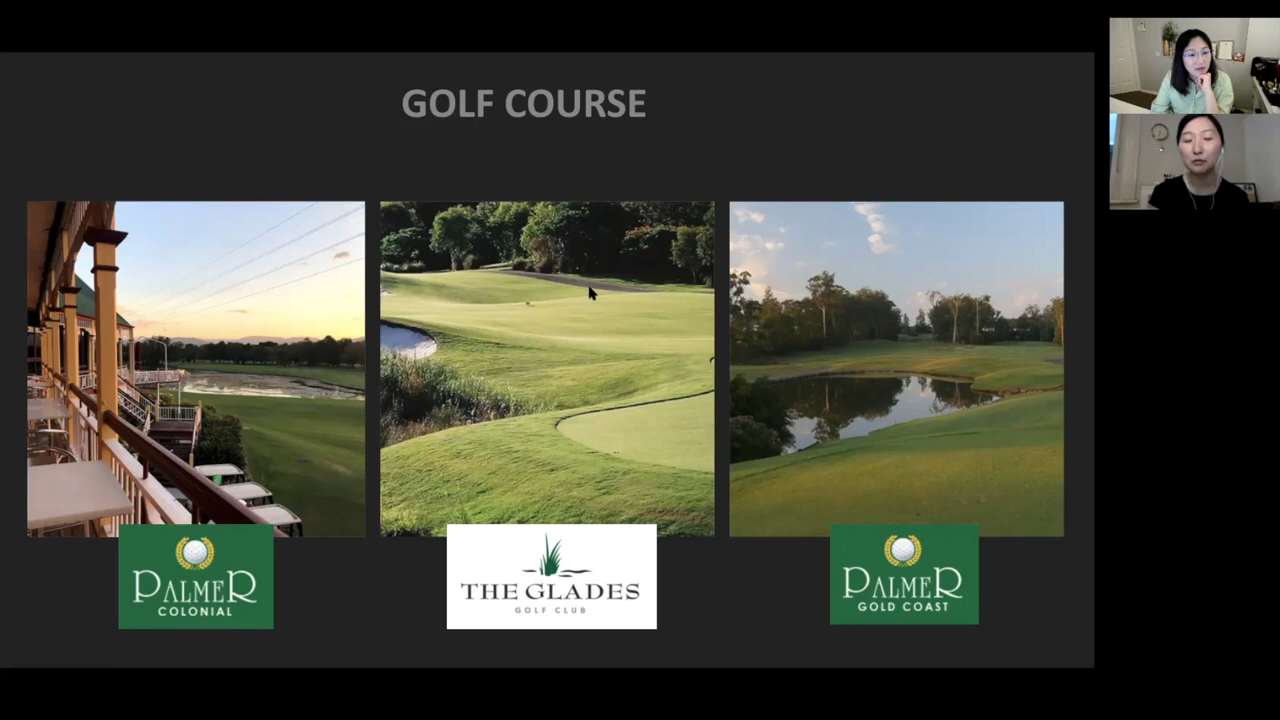 GOLF COURSE
PALMER
COLONIAL
THE GLADES
GOLF CLUB
PALMER
GOLD COAST